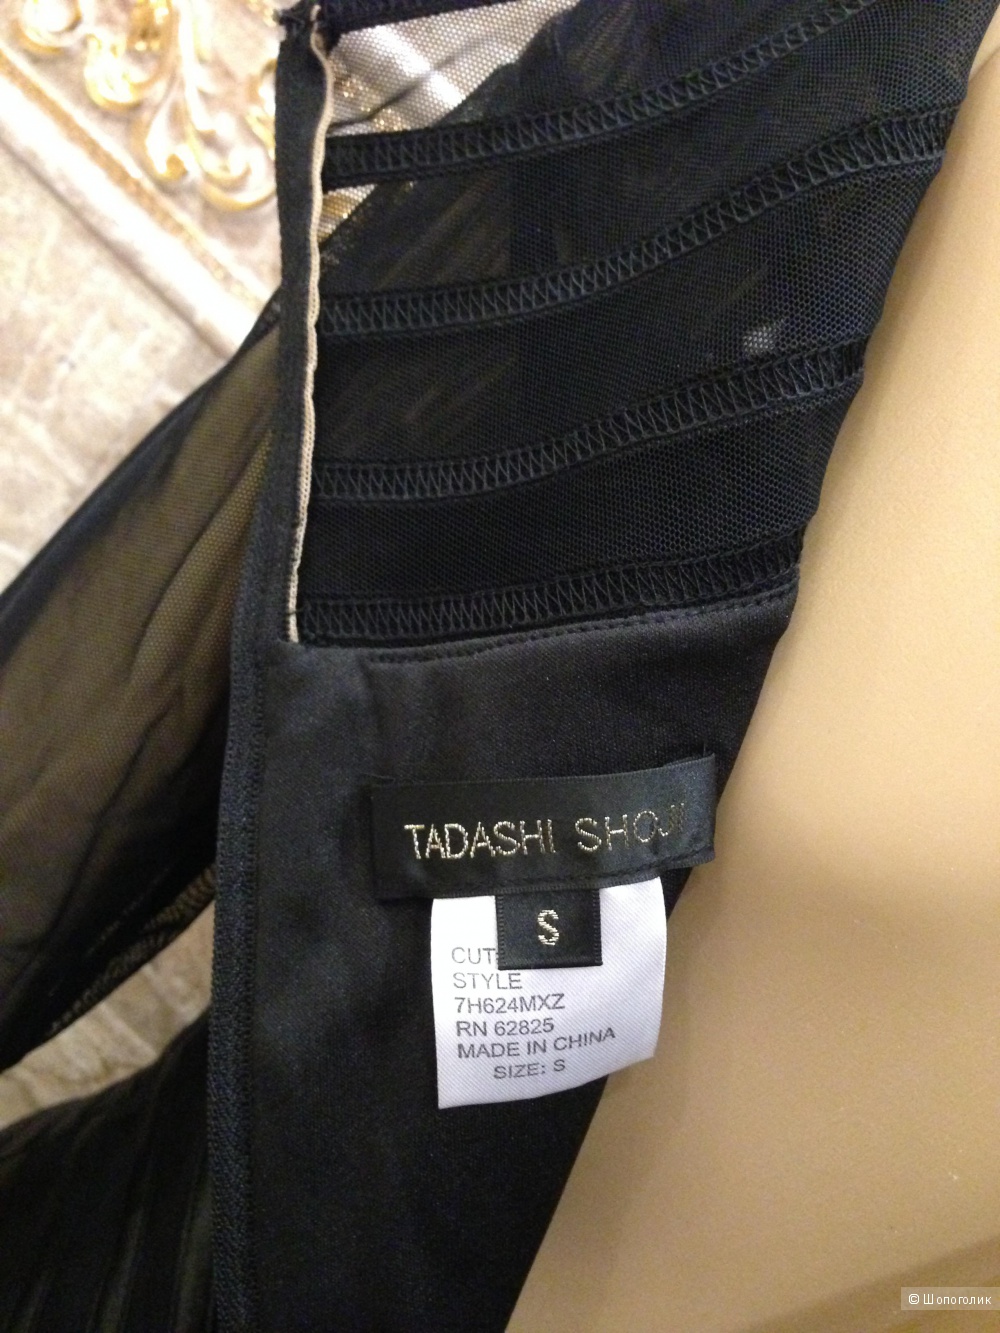 TADASHI SHOJI
S
CUT:
STYLE
7H624MXZ
RN 62825
MADE IN CHINA
SIZE: S
© Шопоголик